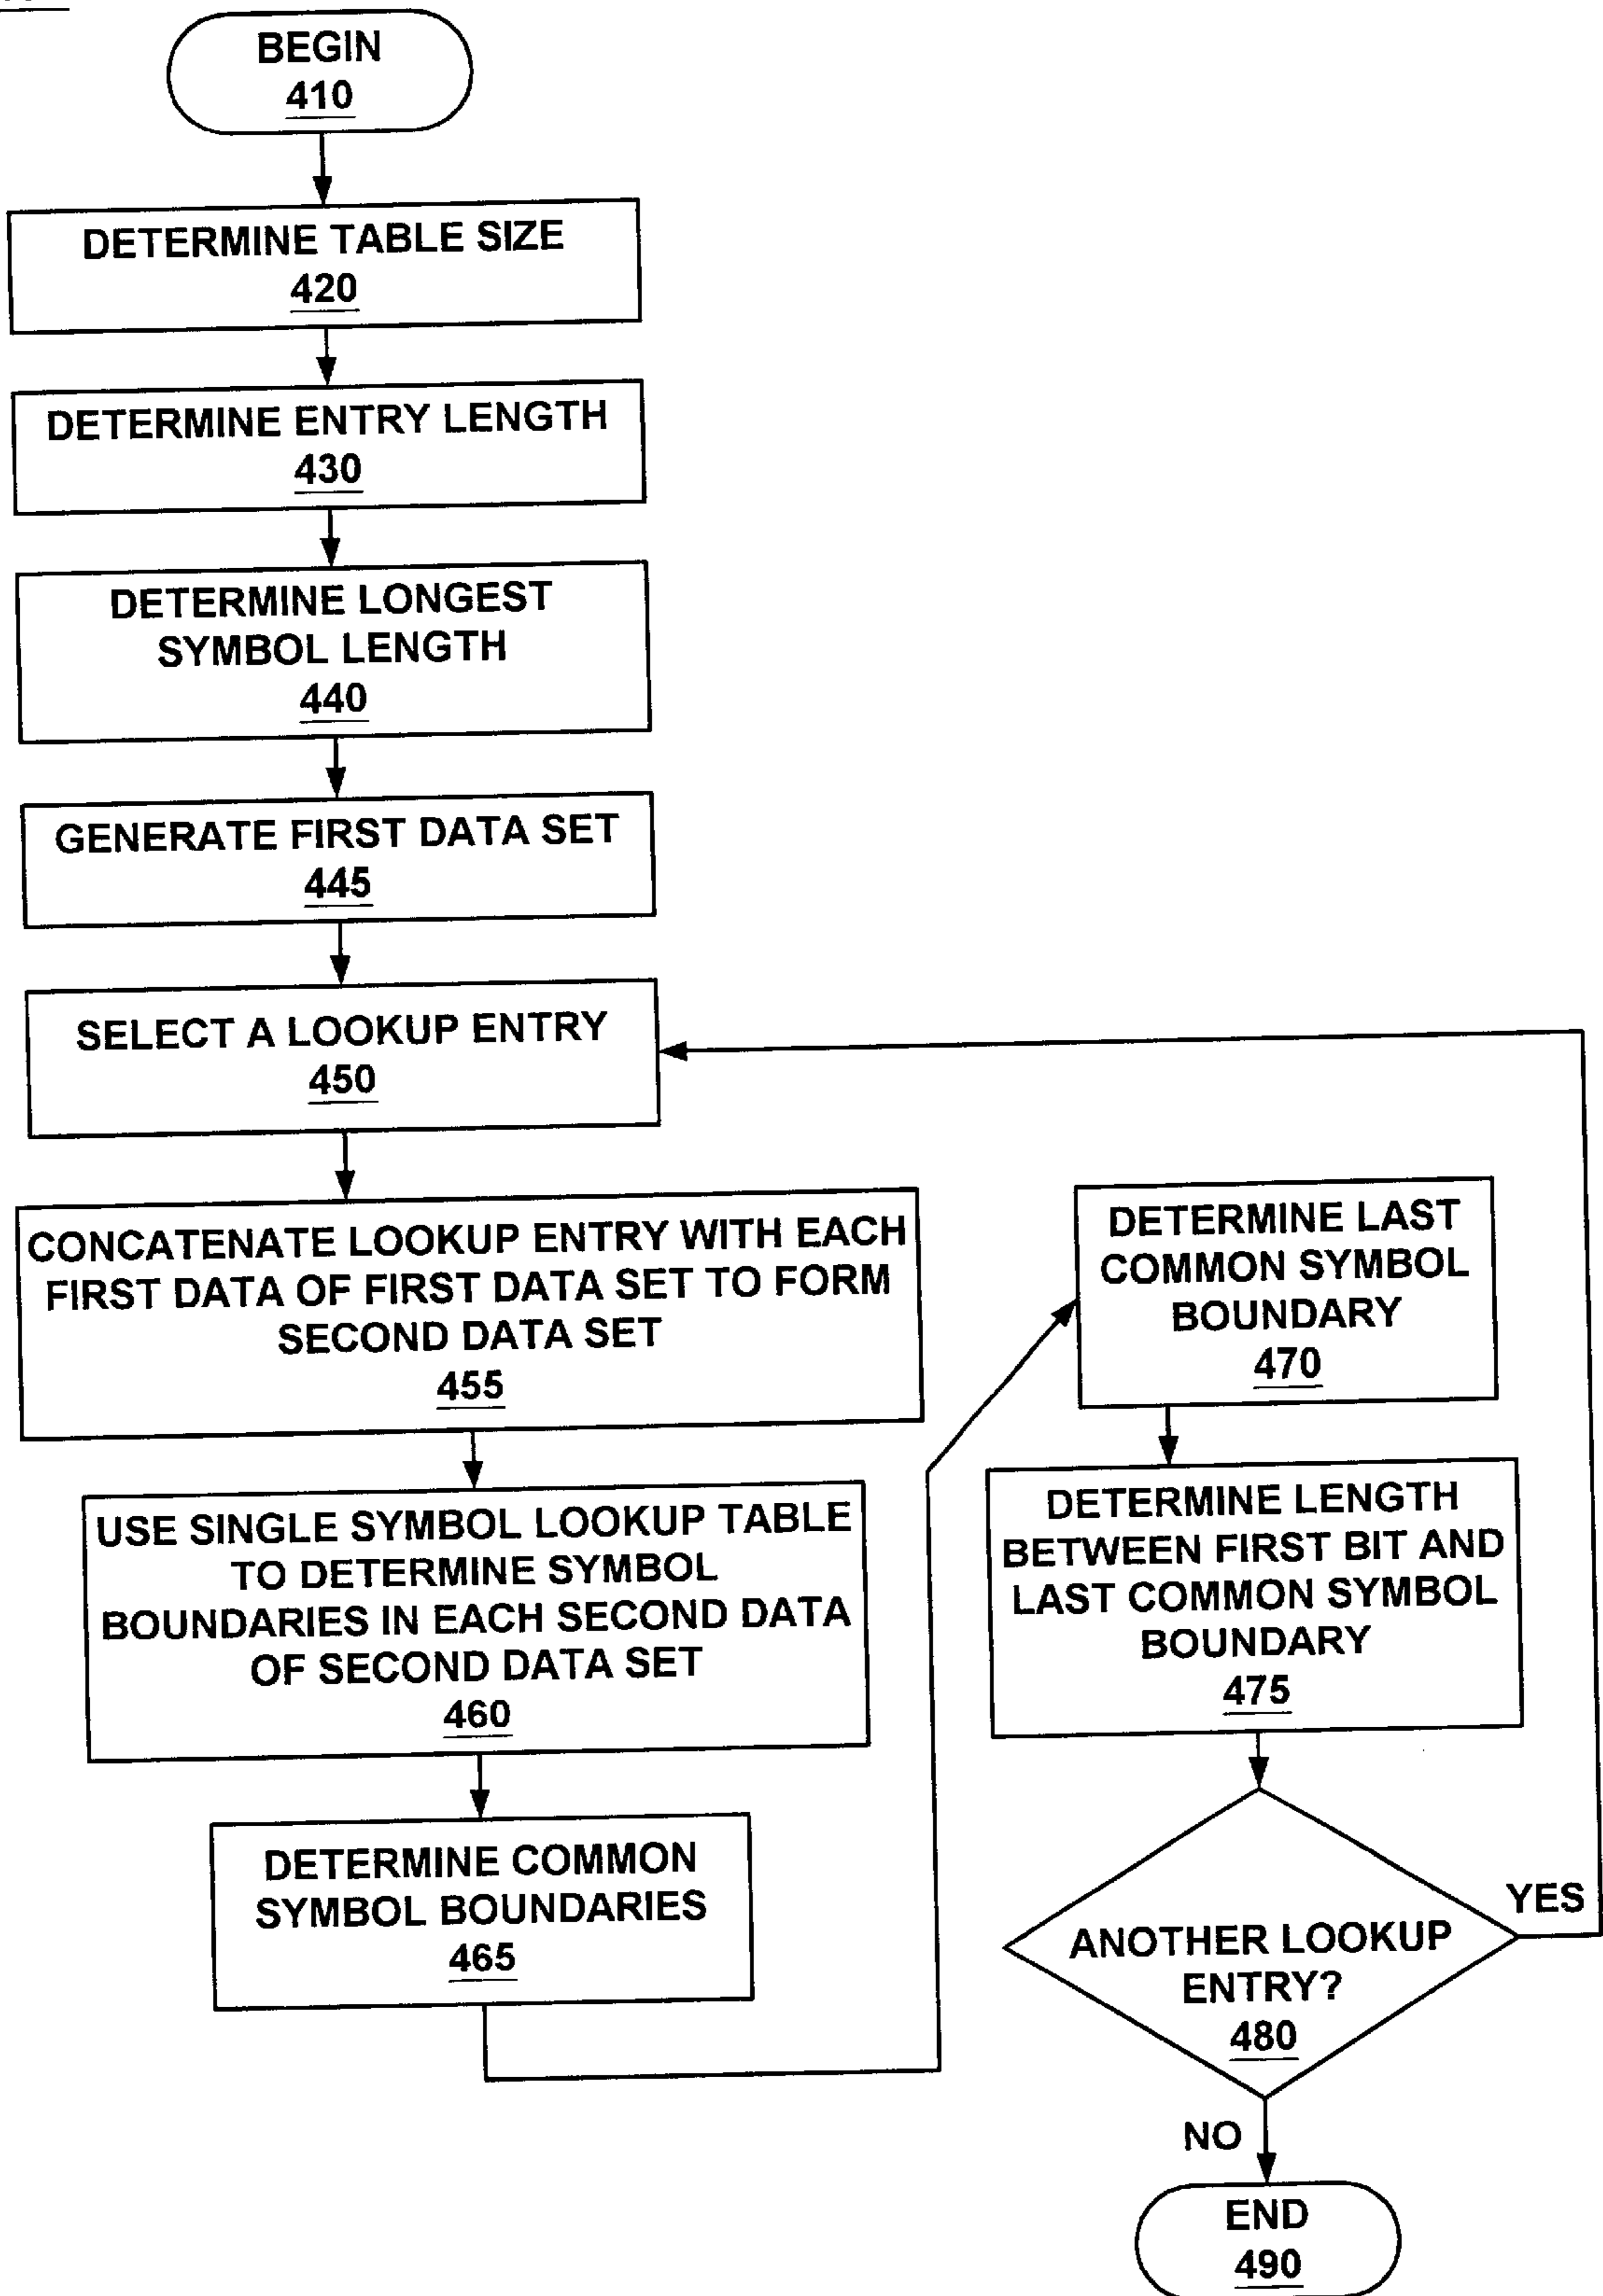 BEGIN
410
DETERMINE TABLE SIZE
420
DETERMINE ENTRY LENGTH
430
DETERMINE LONGEST
SYMBOL LENGTH
440
GENERATE FIRST DATA SET
445
SELECT A LOOKUP ENTRY
450
CONCATENATE LOOKUP ENTRY WITH EACH
FIRST DATA OF FIRST DATA SET TO FORM
SECOND DATA SET
455
USE SINGLE SYMBOL LOOKUP TABLE
TO DETERMINE SYMBOL
BOUNDARIES IN EACH SECOND DATA
OF SECOND DATA SET
460
DETERMINE COMMON
SYMBOL BOUNDARIES
465
DETERMINE LAST
COMMON SYMBOL
BOUNDARY
470
DETERMINE LENGTH
BETWEEN FIRST BIT AND
LAST COMMON SYMBOL
BOUNDARY
475
ANOTHER LOOKUP
ENTRY?
480
YES
NO
END
490